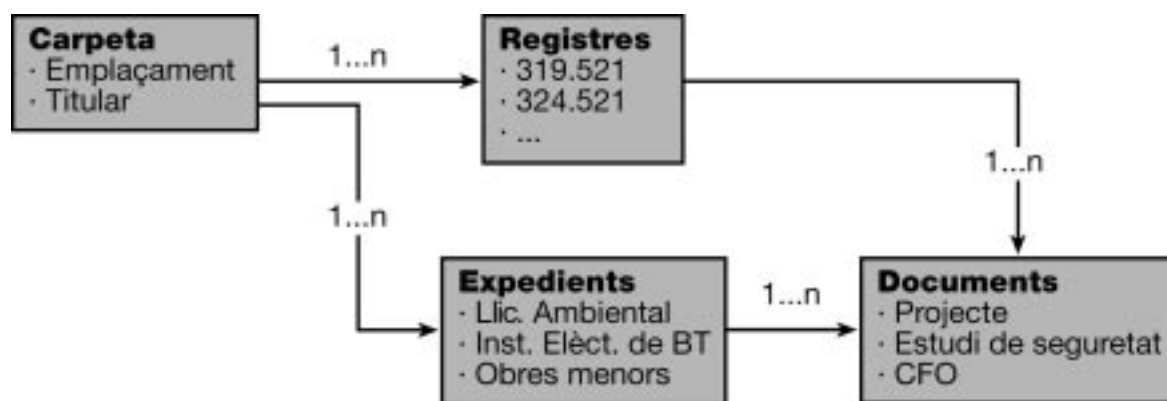 Carpeta
· Emplaçament
· Titular
1...n
Registres
· 319.521
· 324.521
· ...
1...n
1...n
Expedients
· Llic. Ambiental
· Inst. Elèct. de BT
· Obres menors
1...n
Documents
· Projecte
· Estudi de seguretat
· CFO